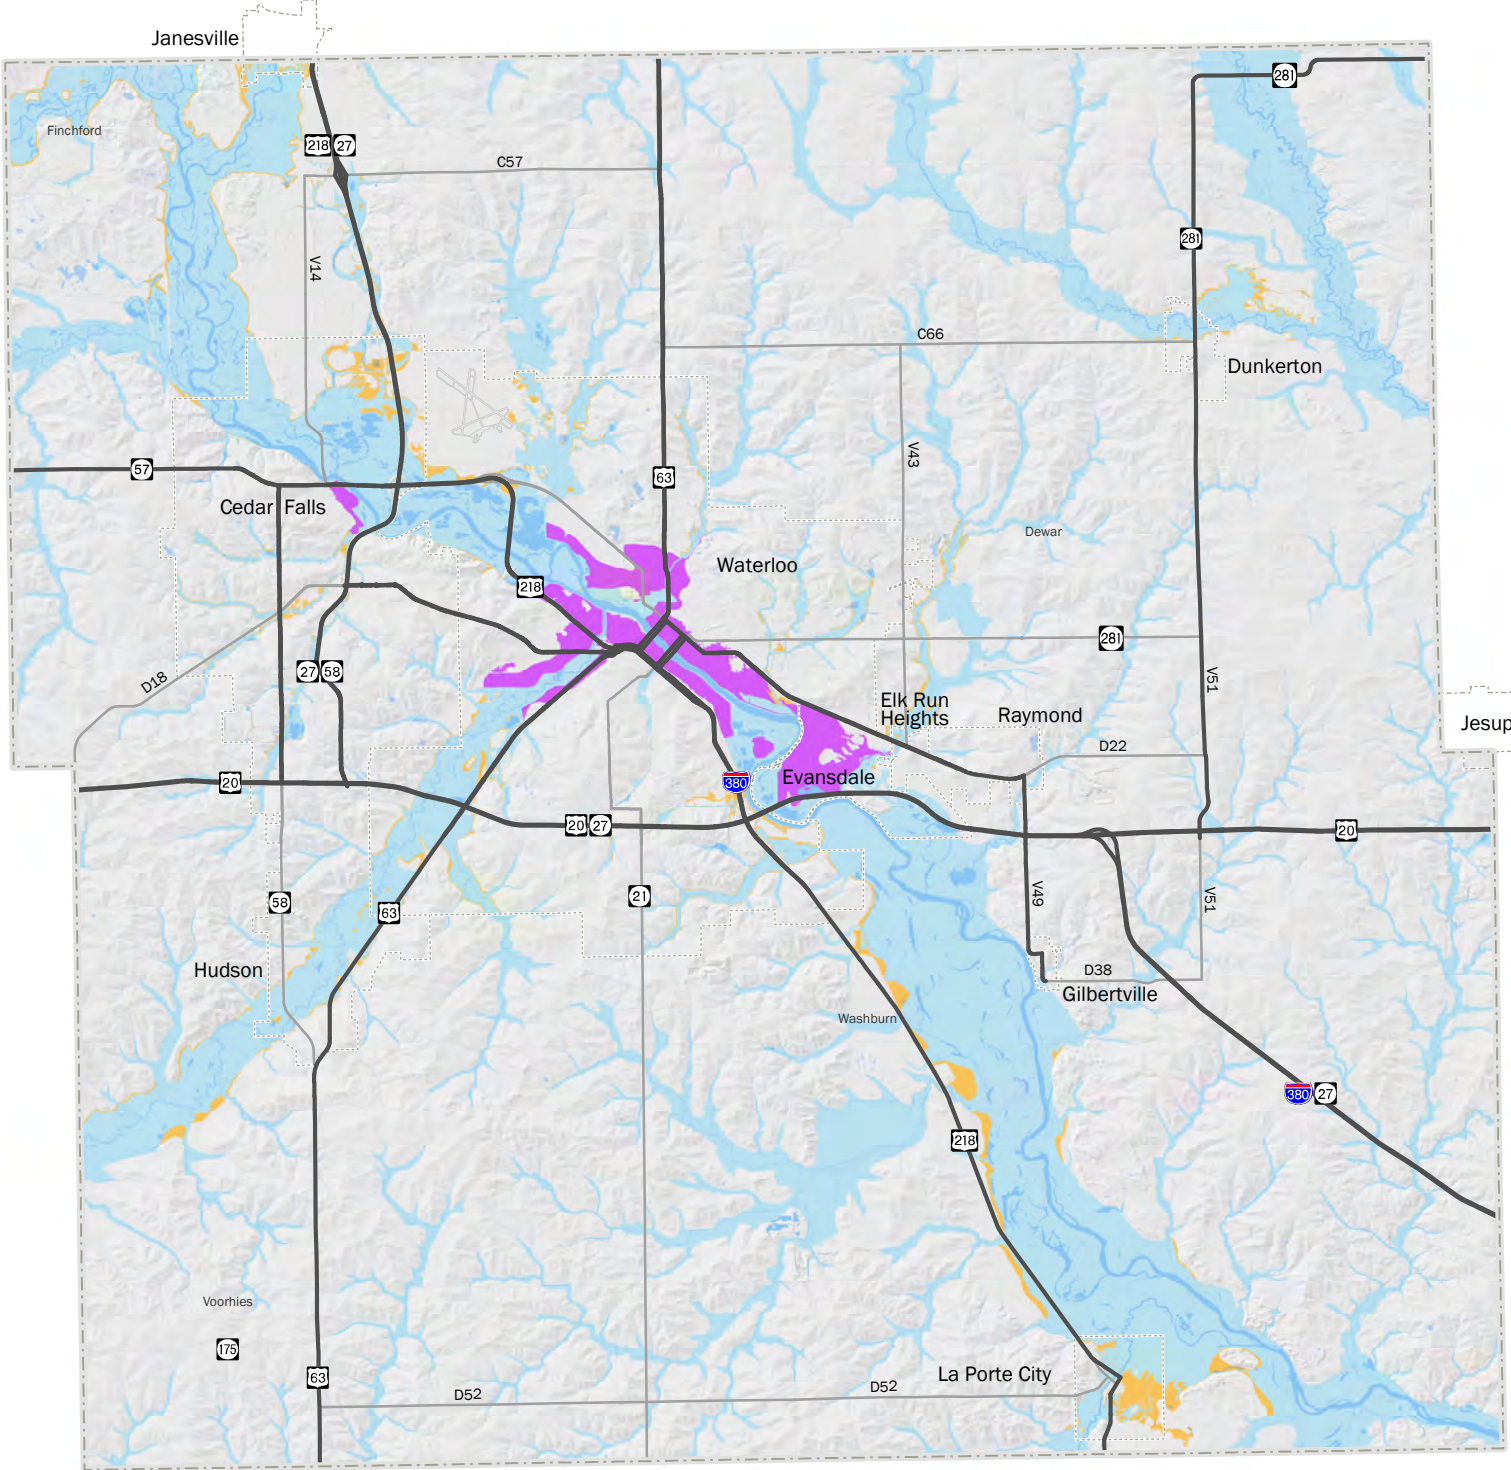 Janesville
281
Finchford
218 27
C57
281
V14
C66
Dunkerton
57
63
V43
Cedar Falls
Dewar
Waterloo
218
281
27 58
D18
V51
Elk Run
Heights
Raymond
Jesup
D22
20
380
Evansdale
20 27
20
58
63
21
V49
V51
Hudson
D38
Gilbertville
Washburn
380 27
218
Voorhies
175
63
La Porte City
D52
D52